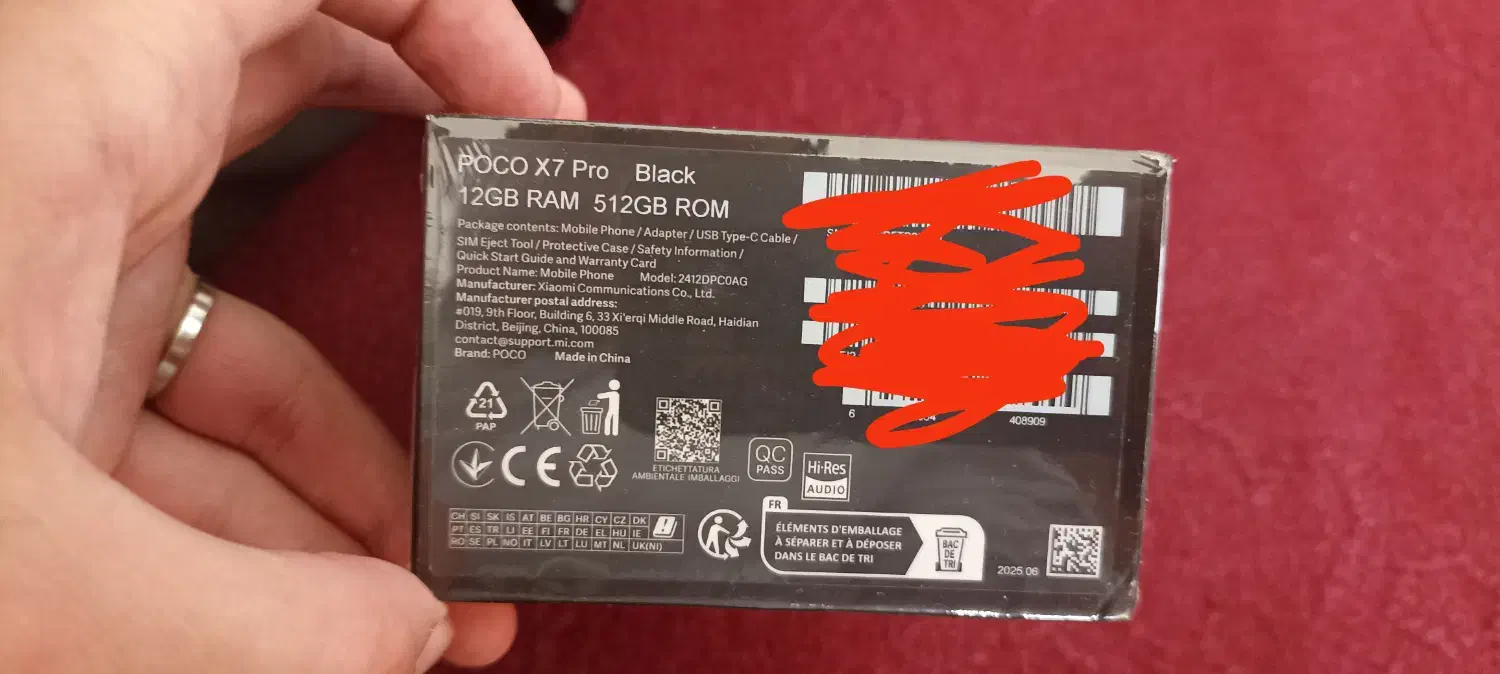 POCO X7 Pro Black
12GB RAM 512GB ROM
Package contents: Mobile Phone / Adapter / USB Type-C Cable /
SIM Eject Tool / Protective Case / Safety Information /
Quick Start Guide and Warranty Card
Product Name: Mobile Phone Model: 2412DPC0AG
Manufacturer: Xiaomi Communications Co., Ltd.
Manufacturer postal address:
#019, 9th Floor, Building 6, 33 Xi'erqi Middle Road, Haidian
District, Beijing, China, 100085
contact@support.mi.com
Brand: POCO Made in China
6
408909
21
PAP
CE
ETICHETTATURA
AMBIENTALE IMBALLAGGI
QC
PASS
Hi-Res
AUDIO
CH SI SK IS AT BE BG HR CY CZ DK
PT ES TR LI EE FI FR DE EL HU IE
RO SE PL NO IT LV LT LU MT NL UK(NI)
FR
ÉLÉMENTS D'EMBALLAGE
À SÉPARER ET À DÉPOSER
DANS LE BAC DE TRI
BAC
DE
TRI
2025.06